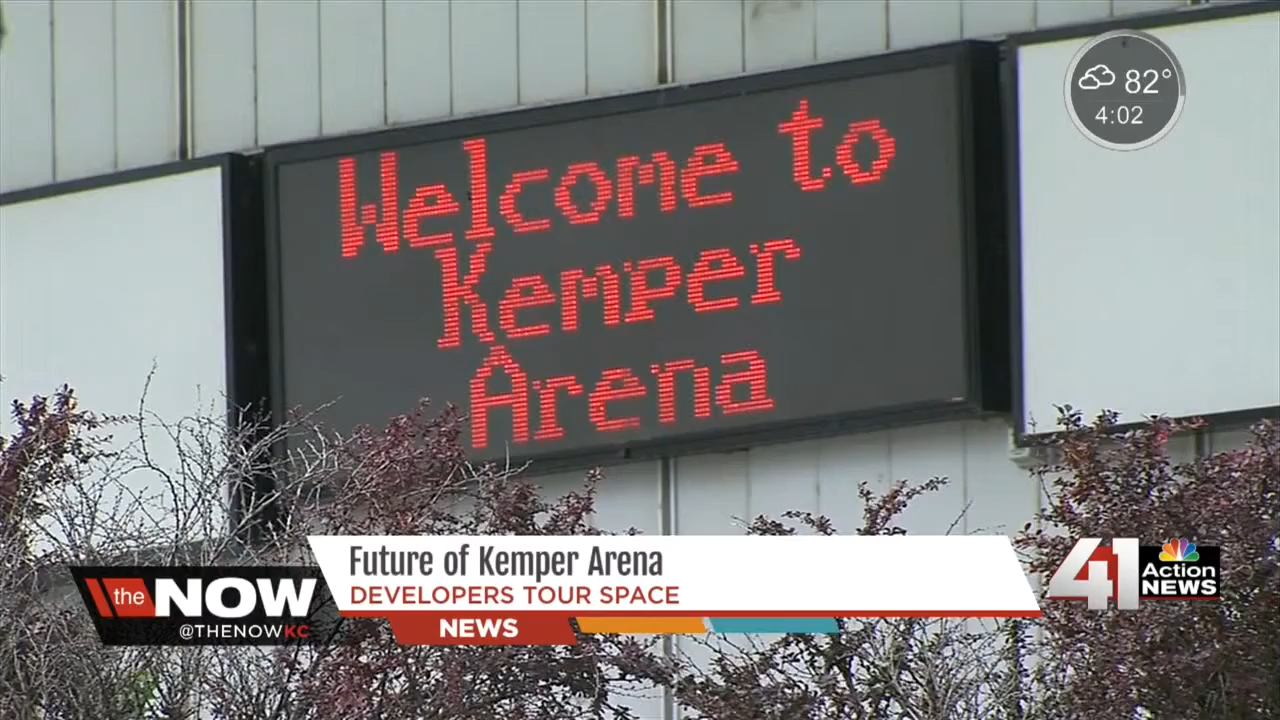 82°
4:02
Welcome to
Kemper
Arena
Future of Kemper Arena
DEVELOPERS TOUR SPACE
NEWS
the NOW
@THENOWKC
41 Action
NEWS